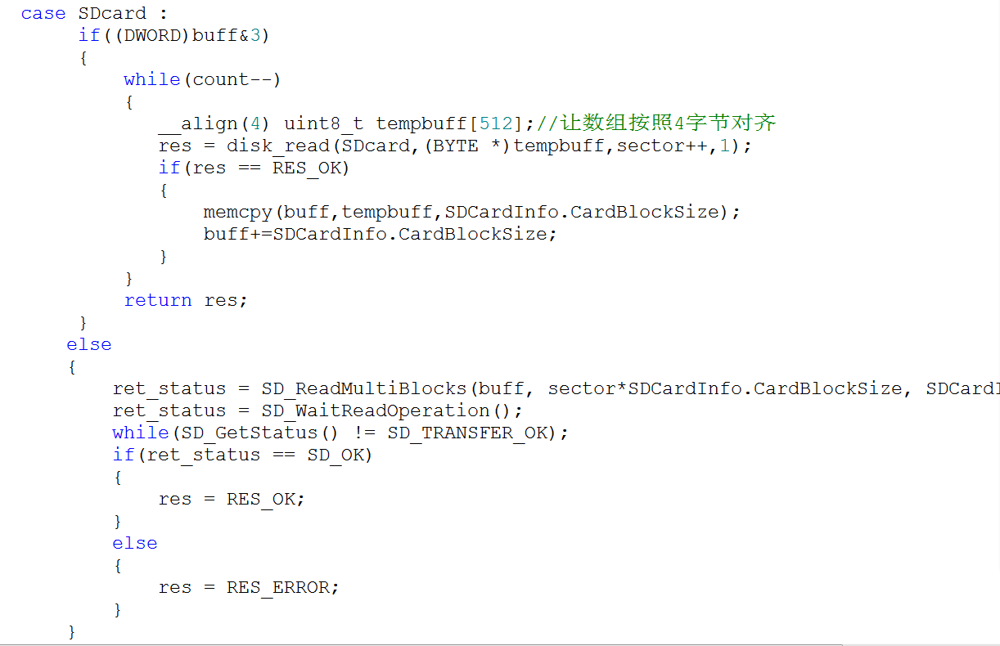 case SDcard :
if((DWORD)buff&3)
{
while(count--)
{
__align(4) uint8_t tempbuff[512];//让数组按照4字节对齐
res = disk_read(SDcard,(BYTE *)tempbuff,sector++,1);
if(res == RES_OK)
{
memcpy(buff,tempbuff,SDCardInfo.CardBlockSize);
buff+=SDCardInfo.CardBlockSize;
}
}
return res;
}
else
{
ret_status = SD_ReadMultiBlocks(buff, sector*SDCardInfo.CardBlockSize, SDCard
ret_status = SD_WaitReadOperation();
while(SD_GetStatus() != SD_TRANSFER_OK);
if(ret_status == SD_OK)
{
res = RES_OK;
}
else
{
res = RES_ERROR;
}
}